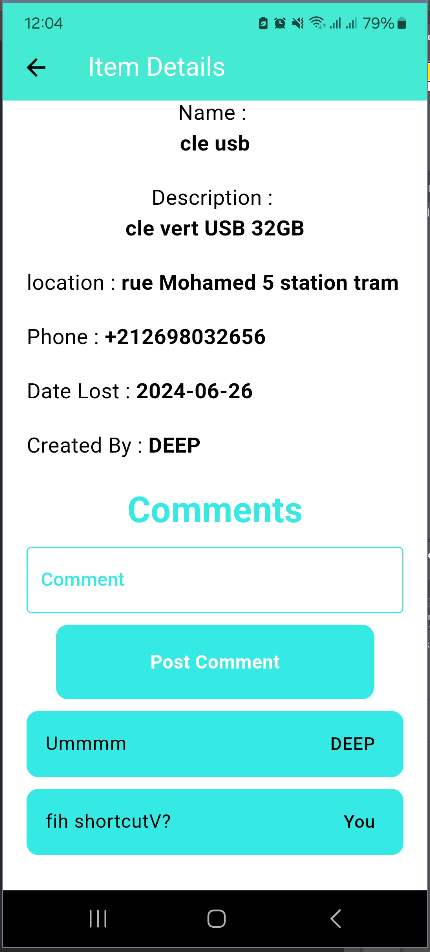 12:04
79%
Item Details
Name :
cle usb
Description :
cle vert USB 32GB
location : rue Mohamed 5 station tram
Phone : +212698032656
Date Lost : 2024-06-26
Created By : DEEP
Comments
Comment
Post Comment
Ummmm DEEP
fih shortcutV? You